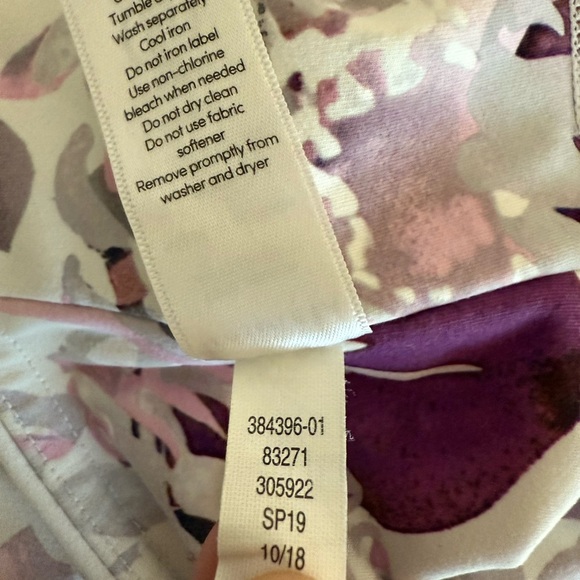 Tumble
Wash separately
Cool iron
Do not iron label
Use non-chlorine
bleach when needed
Do not dry clean
Do not use fabric
softener
Remove promptly from
washer and dryer
384396-01
83271
305922
SP19
10/18